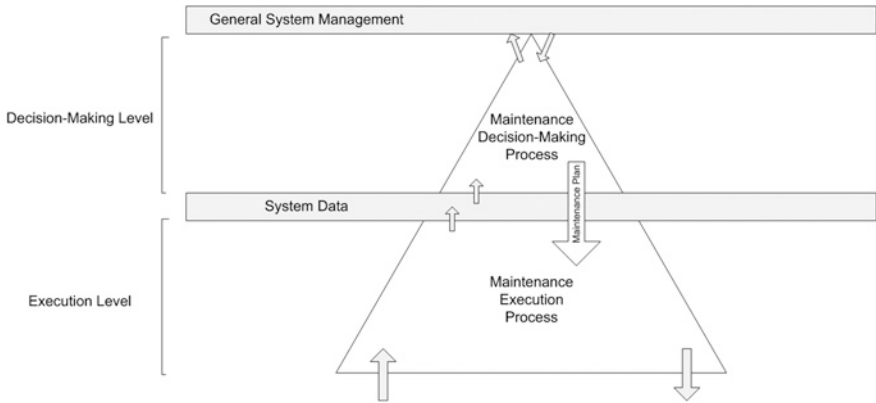 General System Management
Decision-Making Level
Maintenance
Decision-Making
Process
Maintenance Plan
System Data
Maintenance
Execution
Process
Execution Level